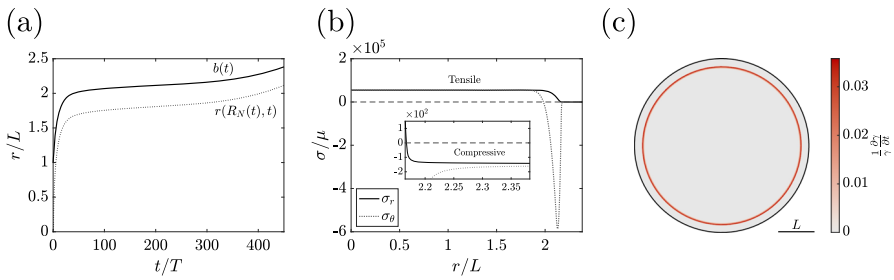 (a)
2.5
2
1.5
1
0.5
0
r/L
b(t)
r(R_N(t), t)
0 100 200 300 400
t/T
(b)
×10^5
2
0
-2
-4
-6
σ/μ
Tensile
×10^2
1
0
-1
-2
Compressive
2.2 2.25 2.3 2.35
σ_r
σ_θ
0 0.5 1 1.5 2
r/L
(c)
L
0.03
0.02
0.01
0
1/γ ∂γ/∂t